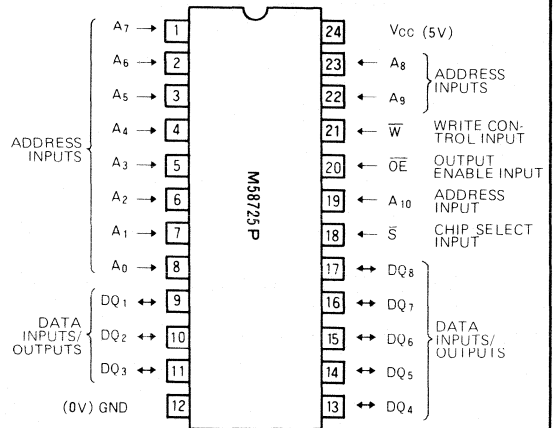 A7 1 24 VCC (5V)
A6 2 23 A8
A5 3 22 A9
ADDRESS INPUTS
A4 4 21 W̅ WRITE CON-
TROL INPUT
ADDRESS
INPUTS
A3 5 20 O̅E̅ OUTPUT
ENABLE INPUT
A2 6 19 A10 ADDRESS
INPUT
A1 7 18 S̅ CHIP SELECT
INPUT
A0 8 17 DQ8
DQ1 9 16 DQ7
DATA
INPUTS/
OUTPUTS
DQ2 10 15 DQ6
DATA
INPUTS/
OUTPUTS
DQ3 11 14 DQ5
(0V) GND 12 13 DQ4
M58725P